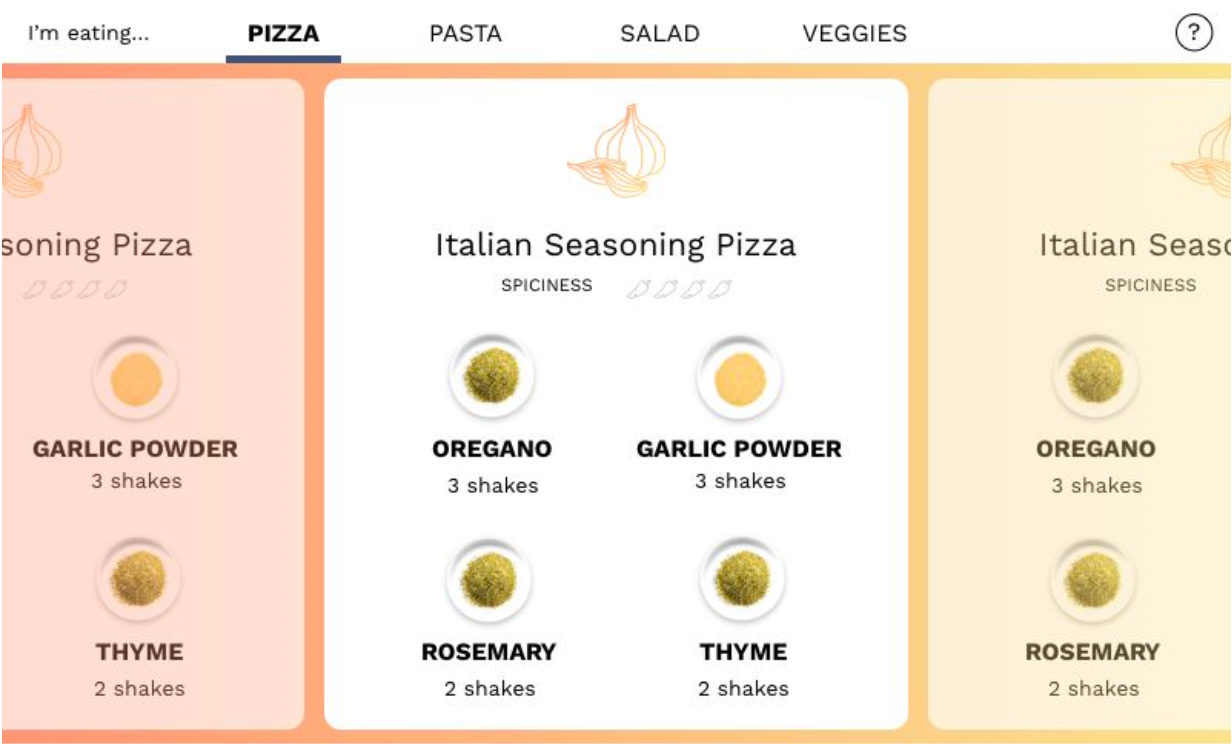 I'm eating... PIZZA PASTA SALAD VEGGIES ?
soning Pizza
GARLIC POWDER
3 shakes
THYME
2 shakes
Italian Seasoning Pizza
SPICINESS
OREGANO GARLIC POWDER
3 shakes 3 shakes
ROSEMARY THYME
2 shakes 2 shakes
Italian Seaso
SPICINESS
OREGANO
3 shakes
ROSEMARY
2 shakes